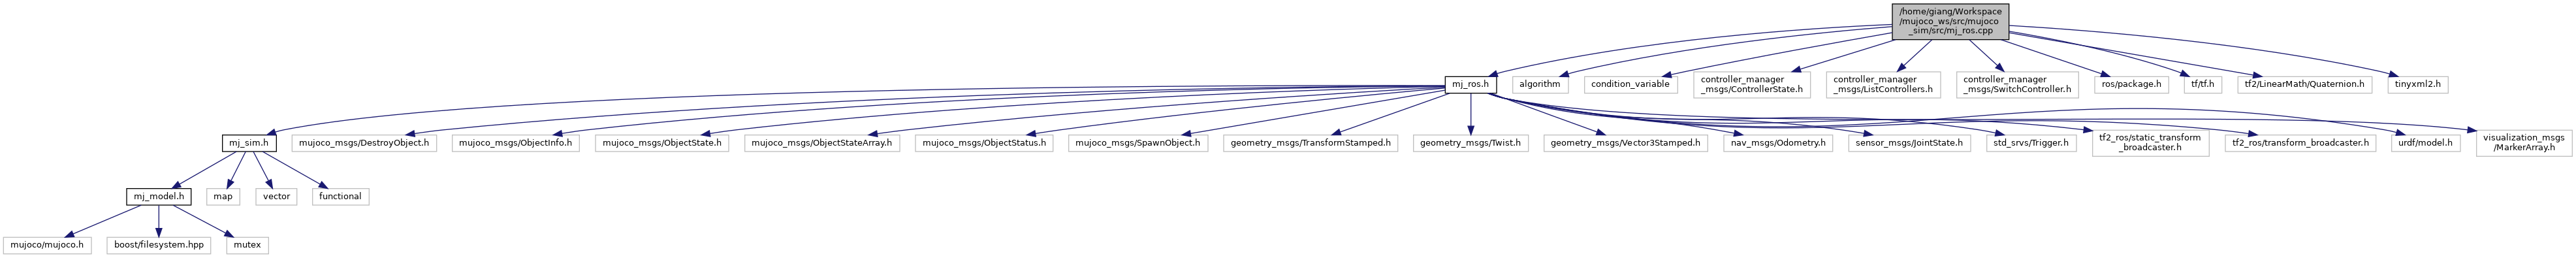 /home/giang/Workspace
/mujoco_ws/src/mujoco
_sim/src/mj_ros.cpp
mj_ros.h
algorithm
condition_variable
controller_manager
_msgs/ControllerState.h
controller_manager
_msgs/ListControllers.h
controller_manager
_msgs/SwitchController.h
ros/package.h
tf/tf.h
tf2/LinearMath/Quaternion.h
tinyxml2.h
mj_sim.h
mujoco_msgs/DestroyObject.h
mujoco_msgs/ObjectInfo.h
mujoco_msgs/ObjectState.h
mujoco_msgs/ObjectStateArray.h
mujoco_msgs/ObjectStatus.h
mujoco_msgs/SpawnObject.h
geometry_msgs/TransformStamped.h
geometry_msgs/Twist.h
geometry_msgs/Vector3Stamped.h
nav_msgs/Odometry.h
sensor_msgs/JointState.h
std_srvs/Trigger.h
tf2_ros/static_transform
_broadcaster.h
tf2_ros/transform_broadcaster.h
urdf/model.h
visualization_msgs
/MarkerArray.h
mj_model.h
map
vector
functional
mujoco/mujoco.h
boost/filesystem.hpp
mutex